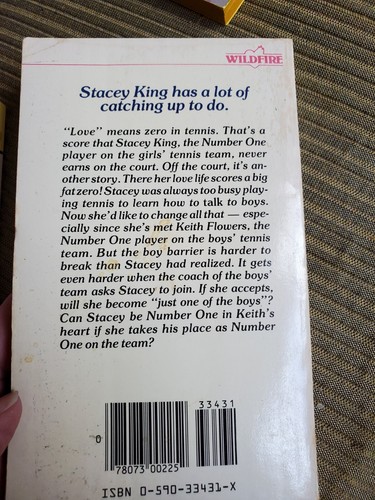 WILDFIRE
Stacey King has a lot of
catching up to do.
"Love" means zero in tennis. That's a
score that Stacey King, the Number One
player on the girls' tennis team, never
earns on the court. Off the court, it's an-
other story. There her love life scores a big
fat zero! Stacey was always too busy play-
ing tennis to learn how to talk to boys.
Now she'd like to change all that — espe-
cially since she's met Keith Flowers, the
Number One player on the boys' tennis
team. But the boy barrier is harder to
break than Stacey had realized. It gets
even harder when the coach of the boys'
team asks Stacey to join. If she accepts,
will she become "just one of the boys"?
Can Stacey be Number One in Keith's
heart if she takes his place as Number
One on the team?
33431
0
78073 00225
ISBN 0-590-33431-X